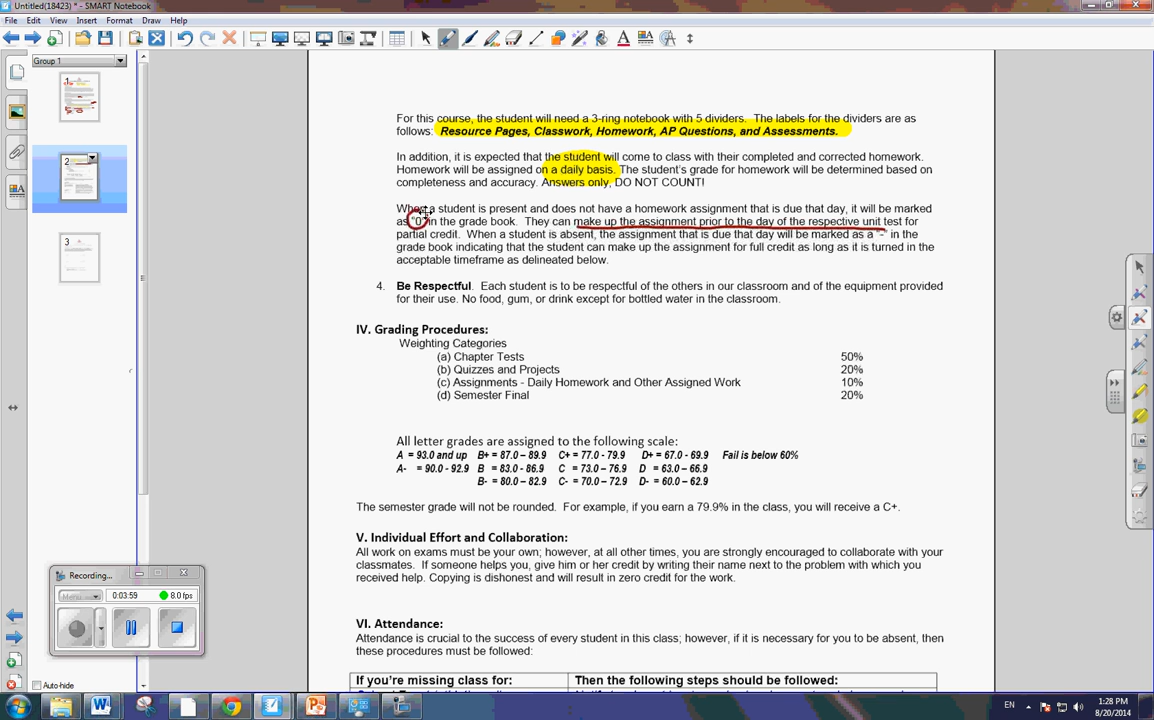 Untitled(18423) * - SMART Notebook
File Edit View Insert Format Draw Help
Group 1
1
2
3
For this course, the student will need a 3-ring notebook with 5 dividers. The labels for the dividers are as
follows: Resource Pages, Classwork, Homework, AP Questions, and Assessments.
In addition, it is expected that the student will come to class with their completed and corrected homework.
Homework will be assigned on a daily basis. The student's grade for homework will be determined based on
completeness and accuracy. Answers only, DO NOT COUNT!
When a student is present and does not have a homework assignment that is due that day, it will be marked
as "0" in the grade book. They can make up the assignment prior to the day of the respective unit test for
partial credit. When a student is absent, the assignment that is due that day will be marked as a "-" in the
grade book indicating that the student can make up the assignment for full credit as long as it is turned in the
acceptable timeframe as delineated below.
4. Be Respectful. Each student is to be respectful of the others in our classroom and of the equipment provided
for their use. No food, gum, or drink except for bottled water in the classroom.
IV. Grading Procedures:
Weighting Categories
(a) Chapter Tests 50%
(b) Quizzes and Projects 20%
(c) Assignments - Daily Homework and Other Assigned Work 10%
(d) Semester Final 20%
All letter grades are assigned to the following scale:
A = 93.0 and up B+ = 87.0 – 89.9 C+ = 77.0 - 79.9 D+ = 67.0 - 69.9 Fail is below 60%
A- = 90.0 - 92.9 B = 83.0 - 86.9 C = 73.0 – 76.9 D = 63.0 – 66.9
B- = 80.0 – 82.9 C- = 70.0 – 72.9 D- = 60.0 – 62.9
The semester grade will not be rounded. For example, if you earn a 79.9% in the class, you will receive a C+.
V. Individual Effort and Collaboration:
All work on exams must be your own; however, at all other times, you are strongly encouraged to collaborate with your
classmates. If someone helps you, give him or her credit by writing their name next to the problem with which you
received help. Copying is dishonest and will result in zero credit for the work.
VI. Attendance:
Attendance is crucial to the success of every student in this class; however, if it is necessary for you to be absent, then
these procedures must be followed:
If you're missing class for: Then the following steps should be followed:
Recording...
Menu
0:03:59 8.0 fps
Auto-hide
EN
1:28 PM
8/20/2014